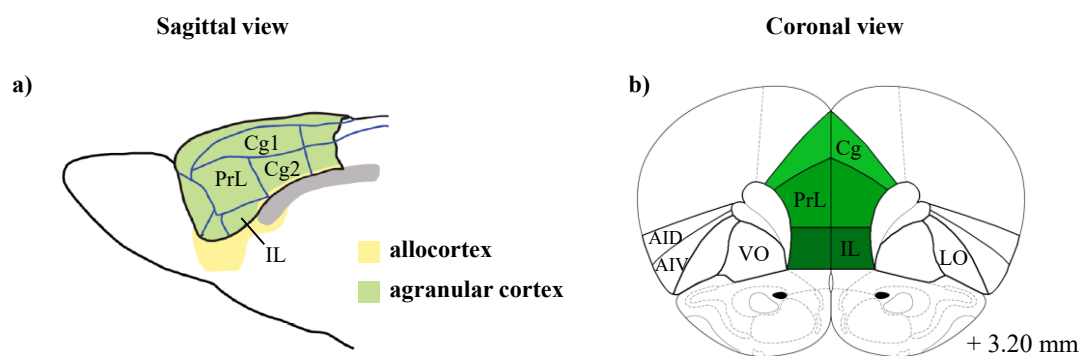 Sagittal view
Coronal view
a)
Cg1
Cg2
PrL
IL
allocortex
agranular cortex
b)
Cg
PrL
IL
AID
AIV
VO
LO
+ 3.20 mm